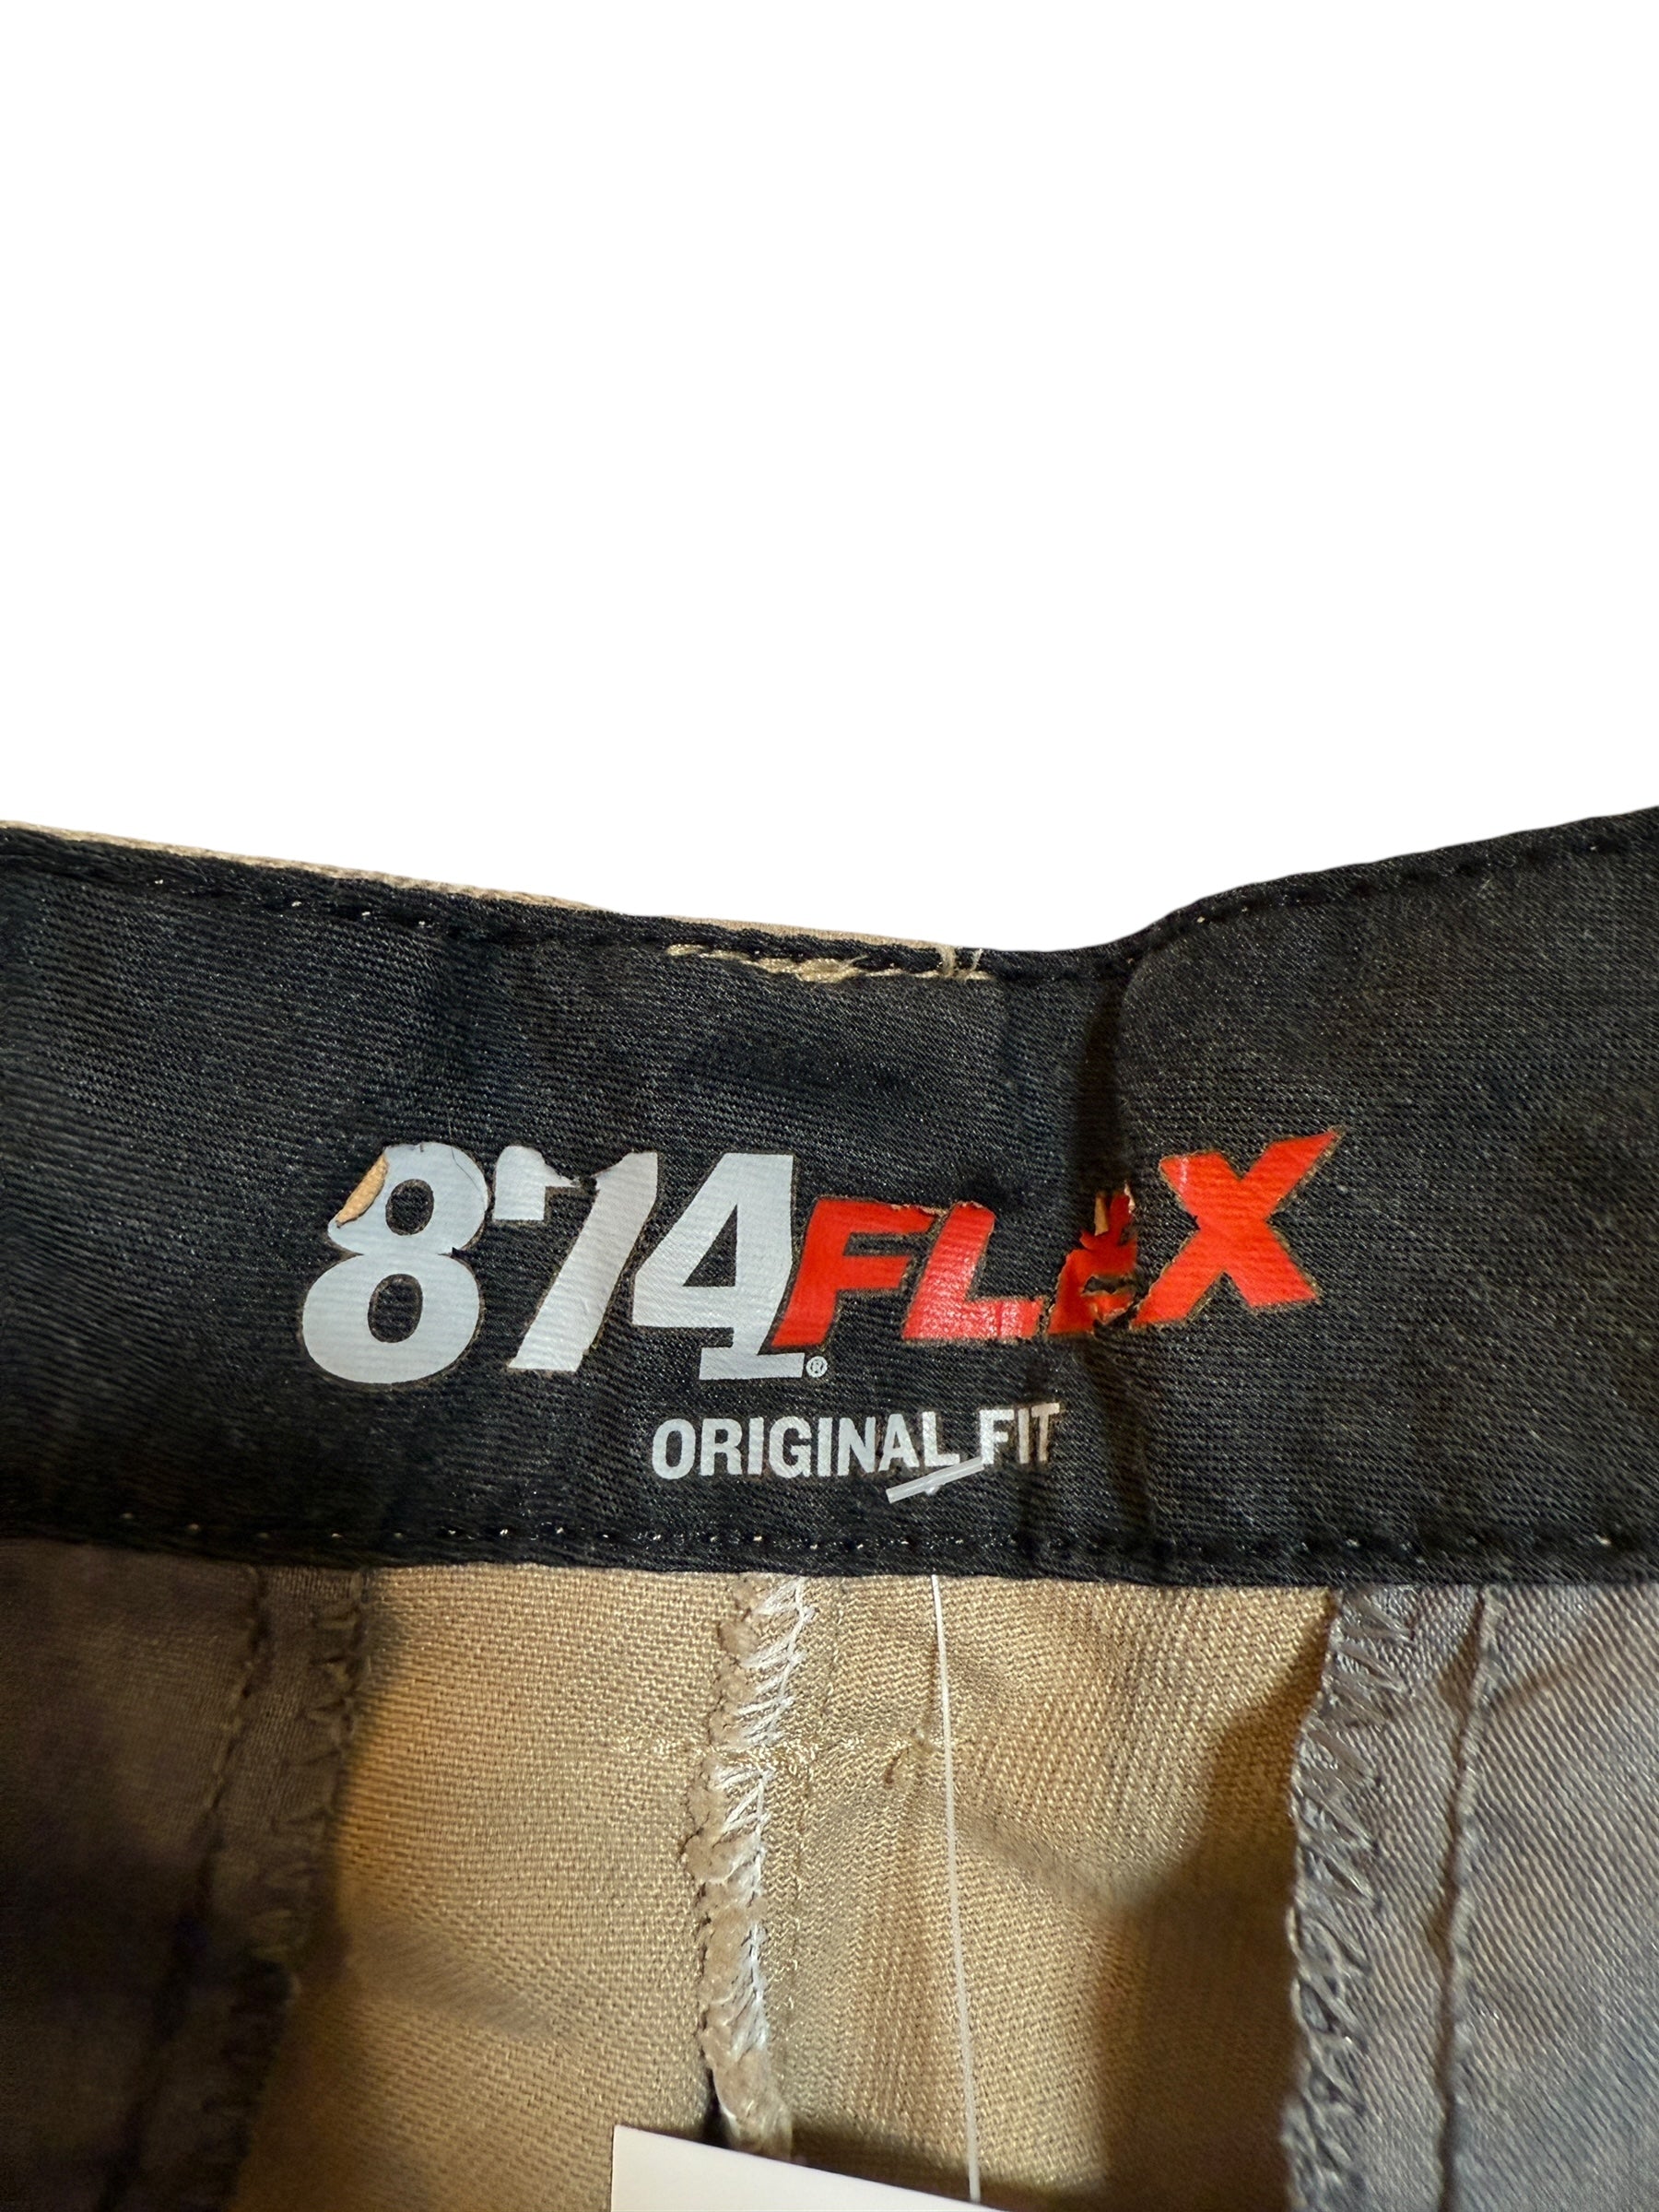 874FLEX
®
ORIGINAL FIT